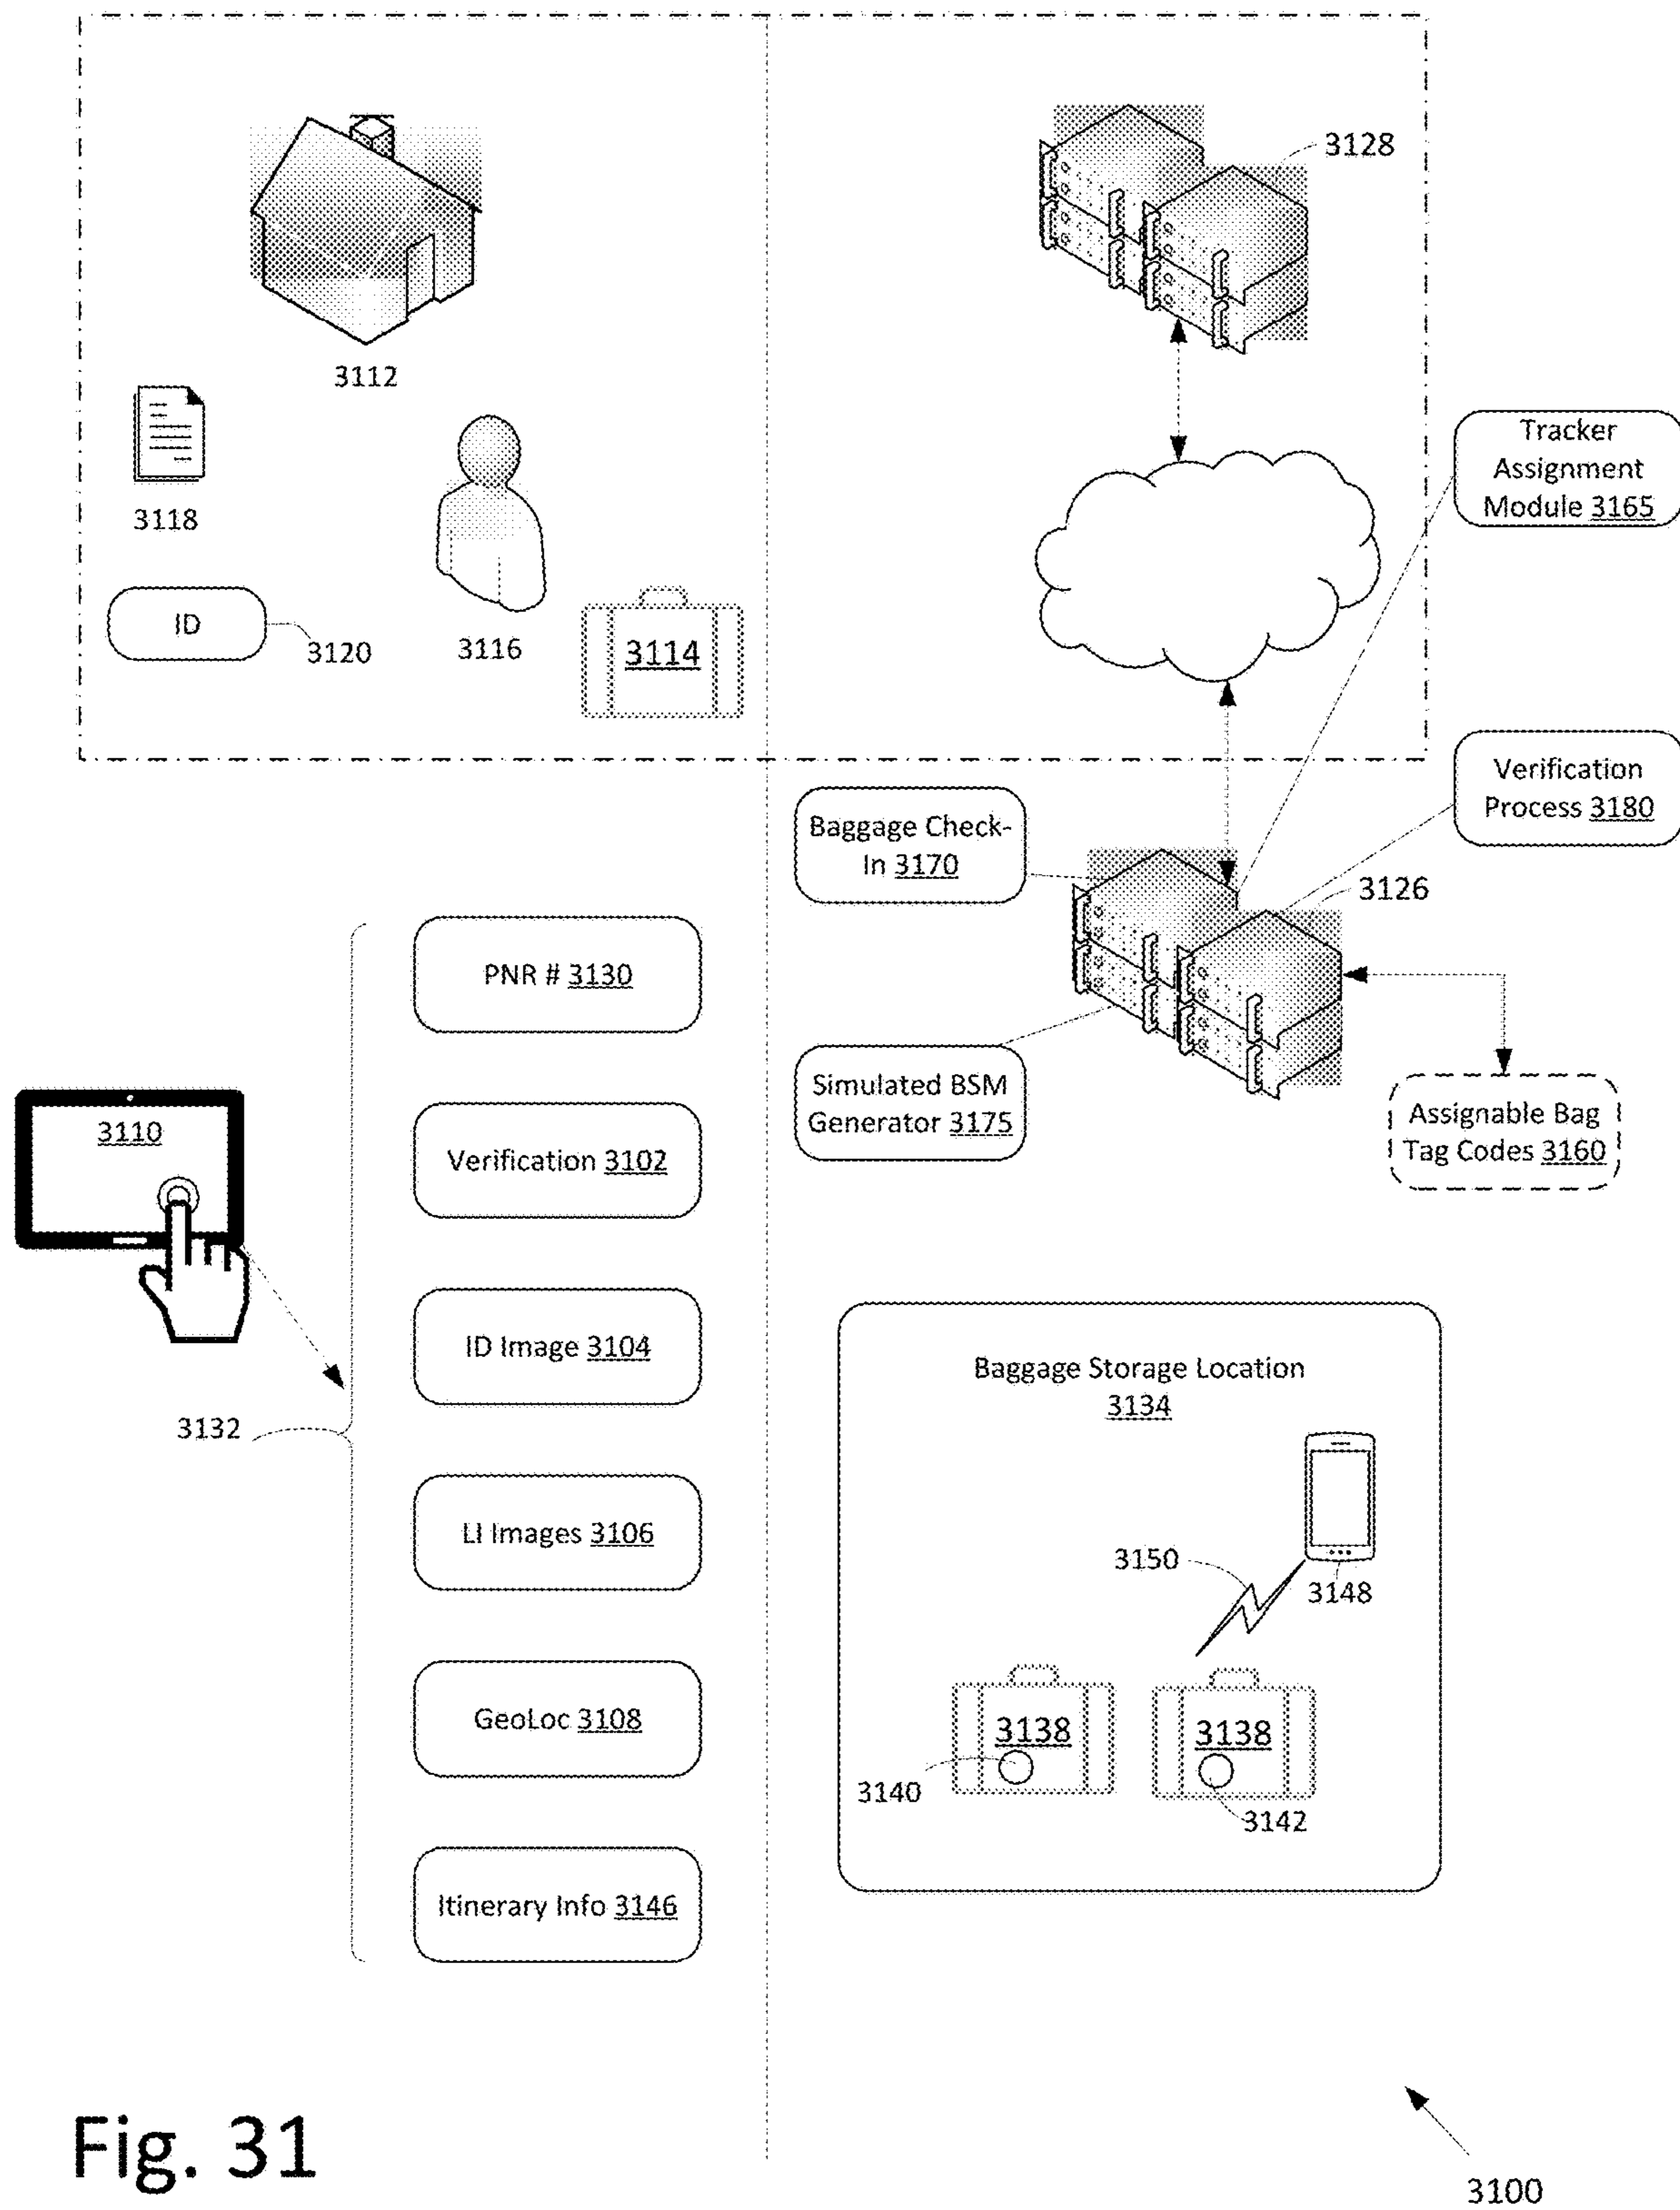 3128
3112
Tracker
Assignment
Module 3165
3118
ID
3120
3116
3114
Verification
Process 3180
Baggage Check-
In 3170
3126
PNR # 3130
Simulated BSM
Generator 3175
Assignable Bag
Tag Codes 3160
3110
Verification 3102
ID Image 3104
3132
Baggage Storage Location
3134
LI Images 3106
3150
3148
GeoLoc 3108
3138
3138
3140
3142
Itinerary Info 3146
Fig. 31
3100